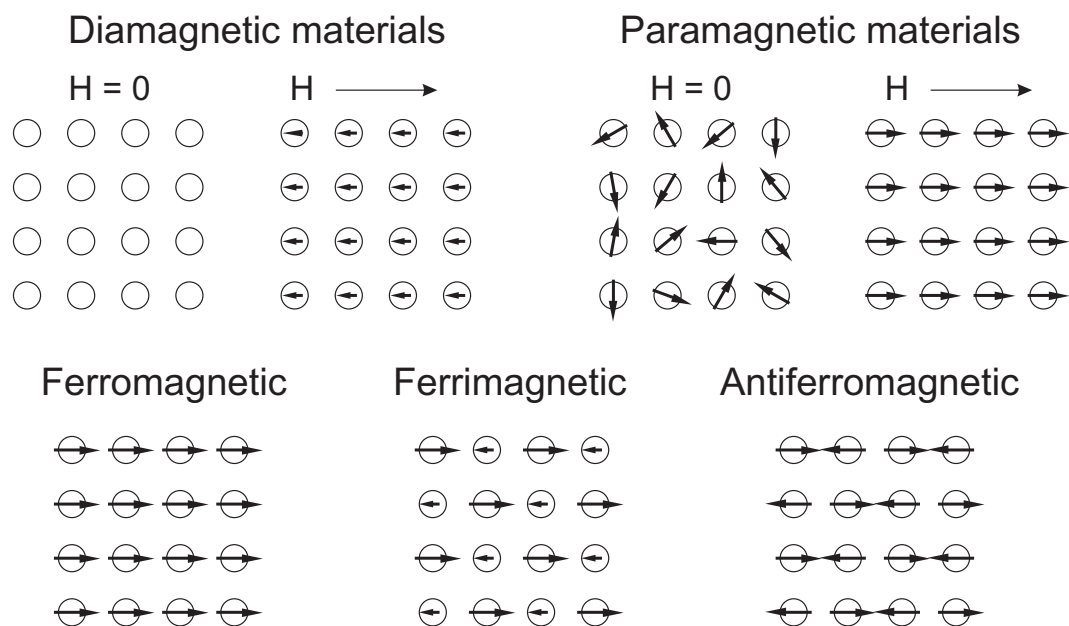 Diamagnetic materials
Paramagnetic materials
H = 0
H
H = 0
H
Ferromagnetic
Ferrimagnetic
Antiferromagnetic